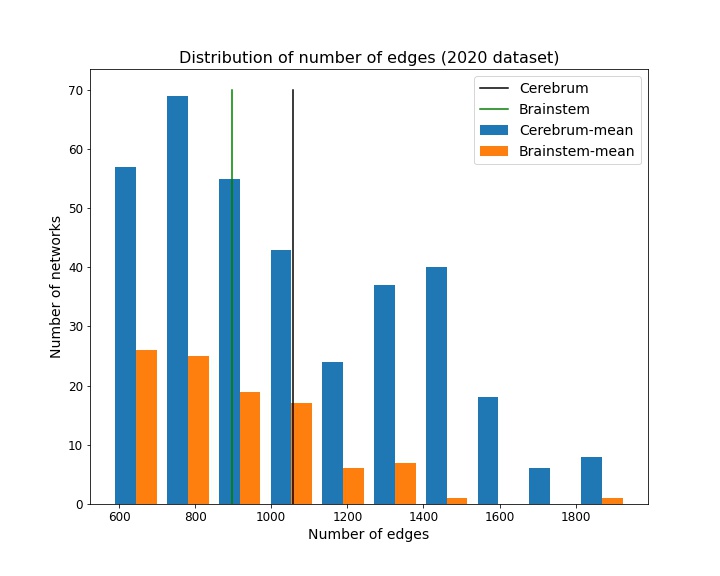 Distribution of number of edges (2020 dataset)
Cerebrum
Brainstem
Cerebrum-mean
Brainstem-mean
Number of networks
70
60
50
40
30
20
10
0
600 800 1000 1200 1400 1600 1800
Number of edges